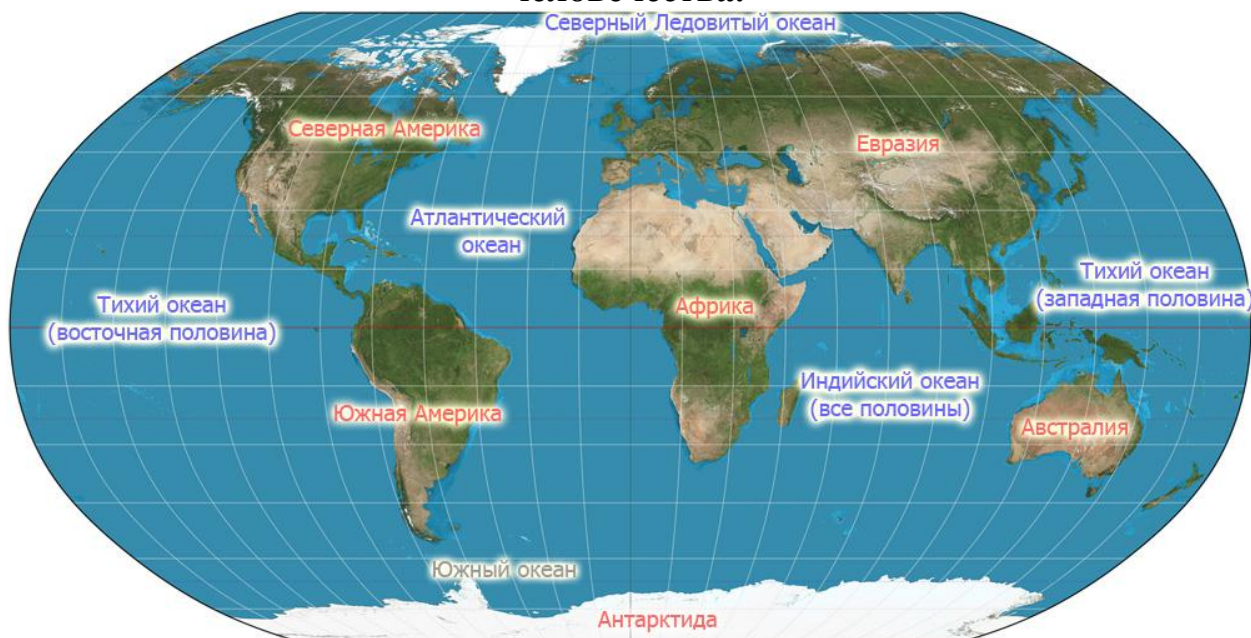 Северный Ледовитый океан
Северная Америка
Евразия
Атлантический
океан
Тихий океан
(западная половина)
Африка
Тихий океан
(восточная половина)
Индийский океан
(все половины)
Южная Америка
Австралия
Южный океан
Антарктида